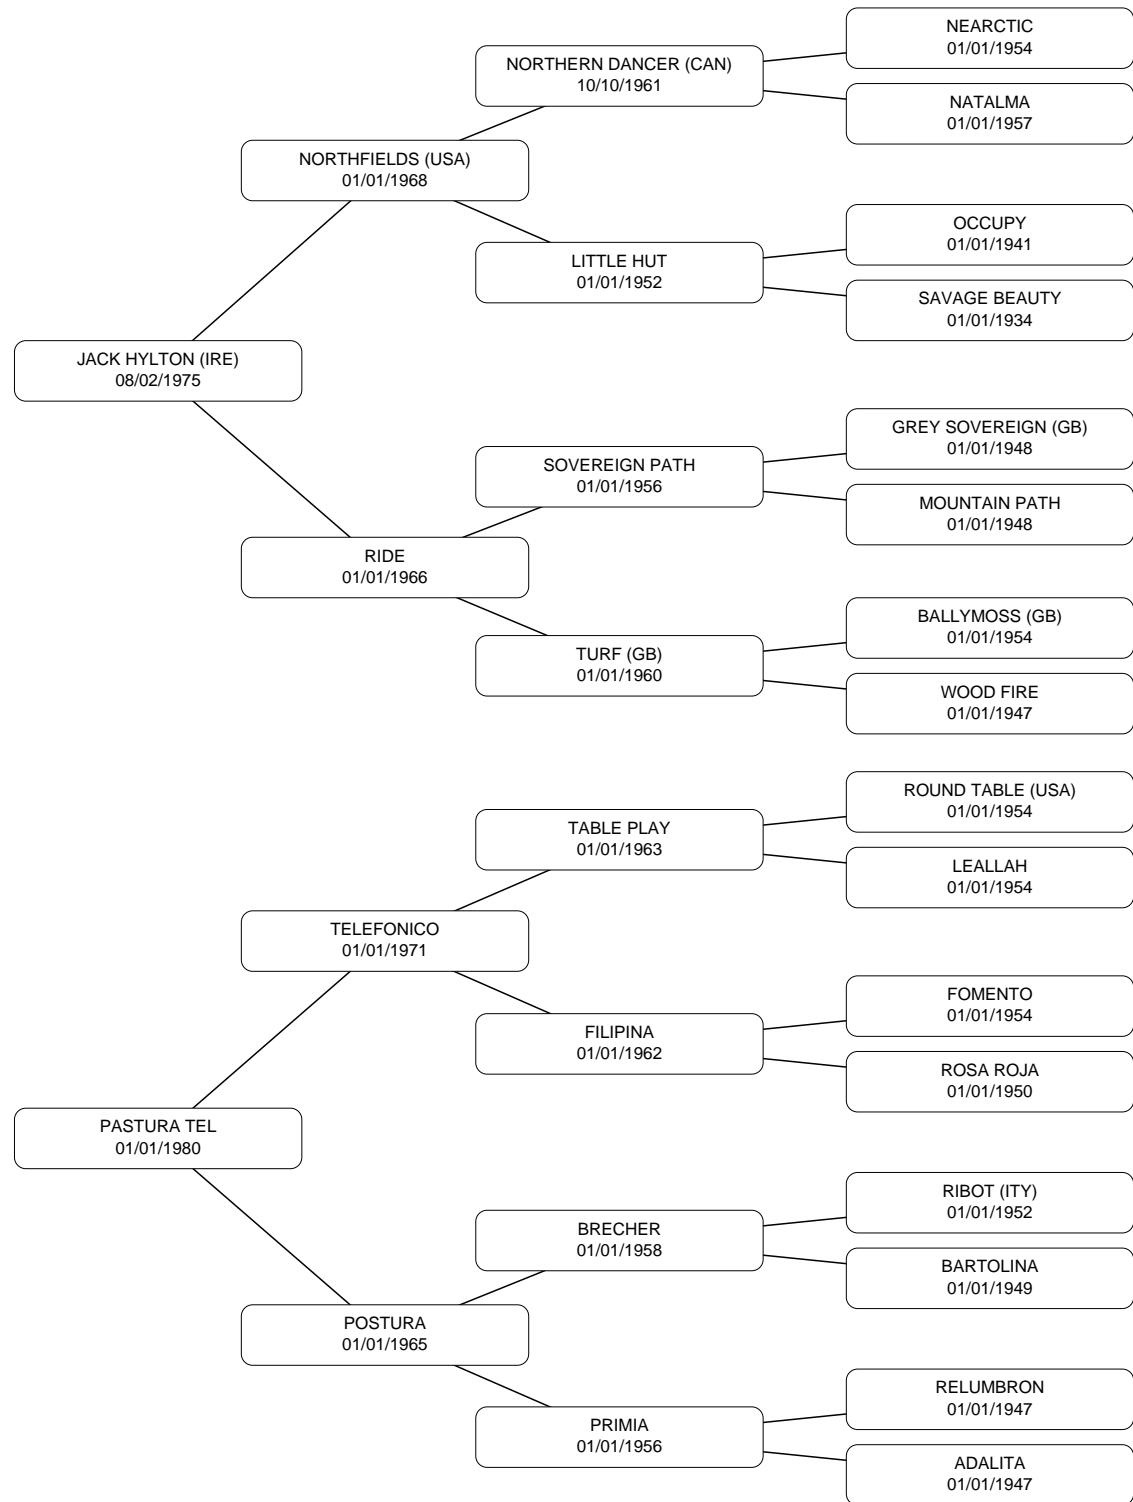 NEARCTIC
01/01/1954
NORTHERN DANCER (CAN)
10/10/1961
NATALMA
01/01/1957
NORTHFIELDS (USA)
01/01/1968
OCCUPY
01/01/1941
LITTLE HUT
01/01/1952
SAVAGE BEAUTY
01/01/1934
JACK HYLTON (IRE)
08/02/1975
GREY SOVEREIGN (GB)
01/01/1948
SOVEREIGN PATH
01/01/1956
MOUNTAIN PATH
01/01/1948
RIDE
01/01/1966
BALLYMOSS (GB)
01/01/1954
TURF (GB)
01/01/1960
WOOD FIRE
01/01/1947
ROUND TABLE (USA)
01/01/1954
TABLE PLAY
01/01/1963
LEALLAH
01/01/1954
TELEFONICO
01/01/1971
FOMENTO
01/01/1954
FILIPINA
01/01/1962
ROSA ROJA
01/01/1950
PASTURA TEL
01/01/1980
RIBOT (ITY)
01/01/1952
BRECHER
01/01/1958
BARTOLINA
01/01/1949
POSTURA
01/01/1965
RELUMBRON
01/01/1947
PRIMIA
01/01/1956
ADALITA
01/01/1947